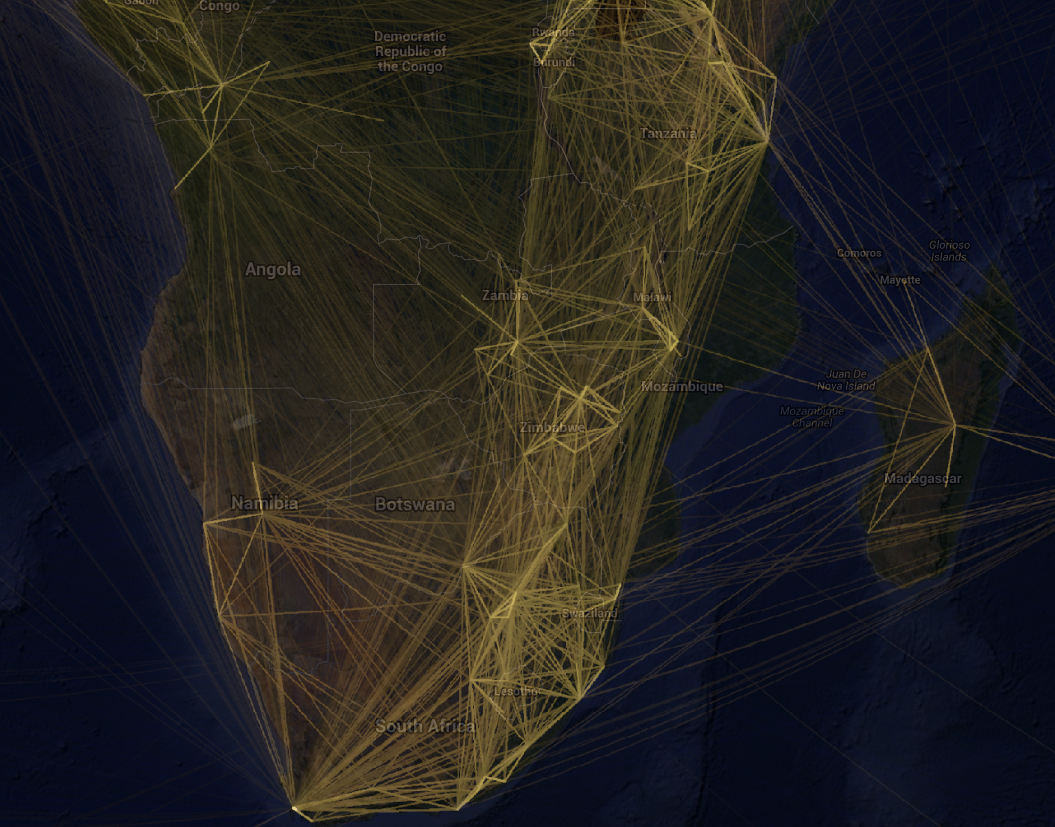 Gabon
Congo
Democratic
Republic of
the Congo
Rwanda
Burundi
Tanzania
Angola
Comoros
Glorioso
Islands
Mayotte
Zambia
Malawi
Mozambique
Juan De
Nova Island
Mozambique
Channel
Zimbabwe
Madagascar
Namibia
Botswana
Swaziland
Lesotho
South Africa